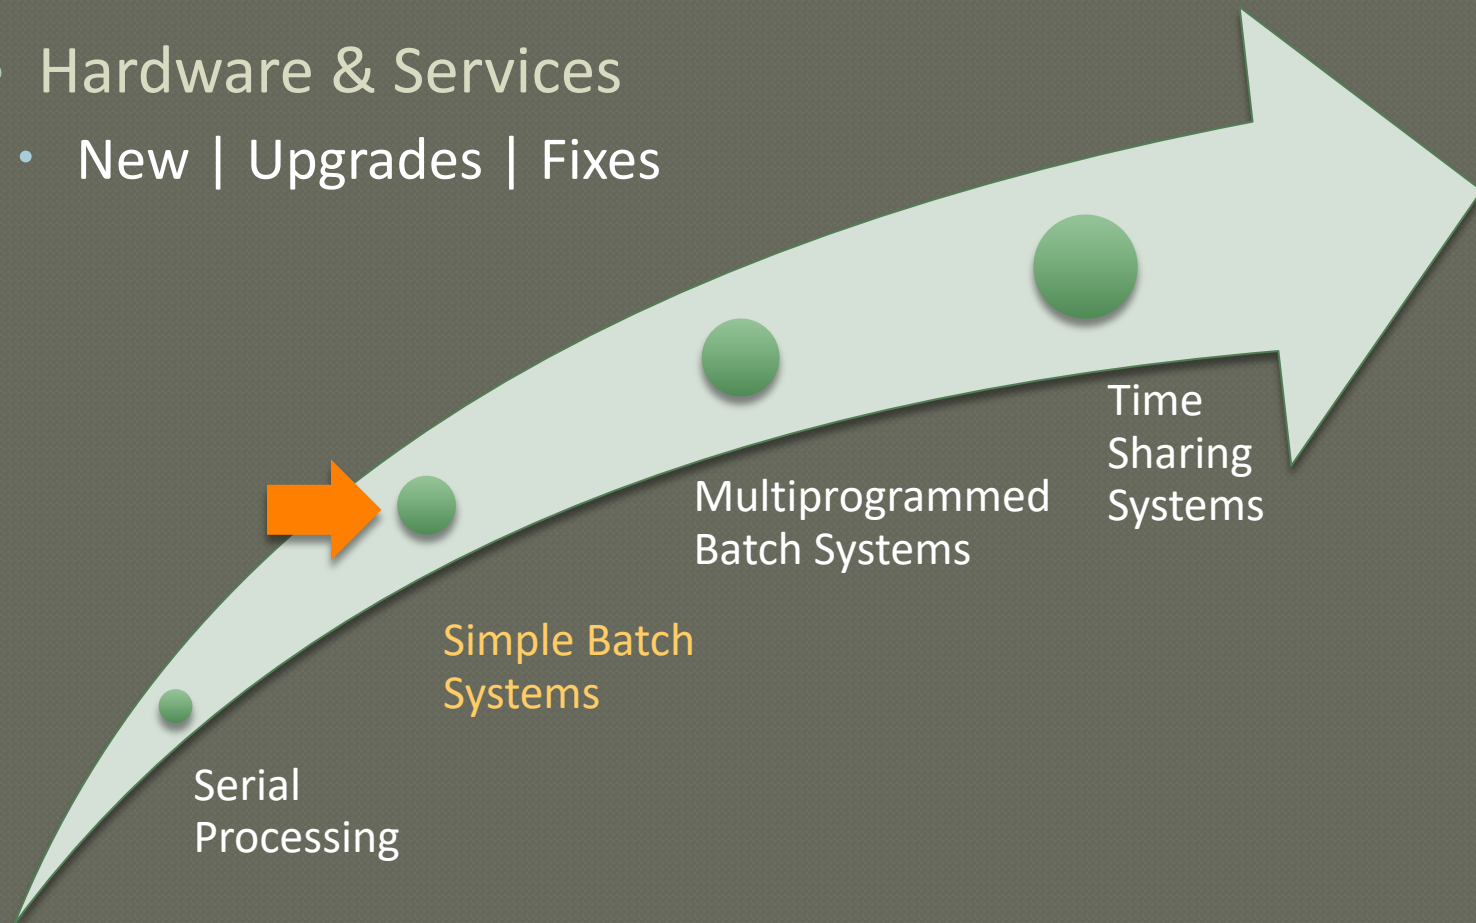 Hardware & Services
New | Upgrades | Fixes
Time
Sharing
Systems
Multiprogrammed
Batch Systems
Simple Batch
Systems
Serial
Processing